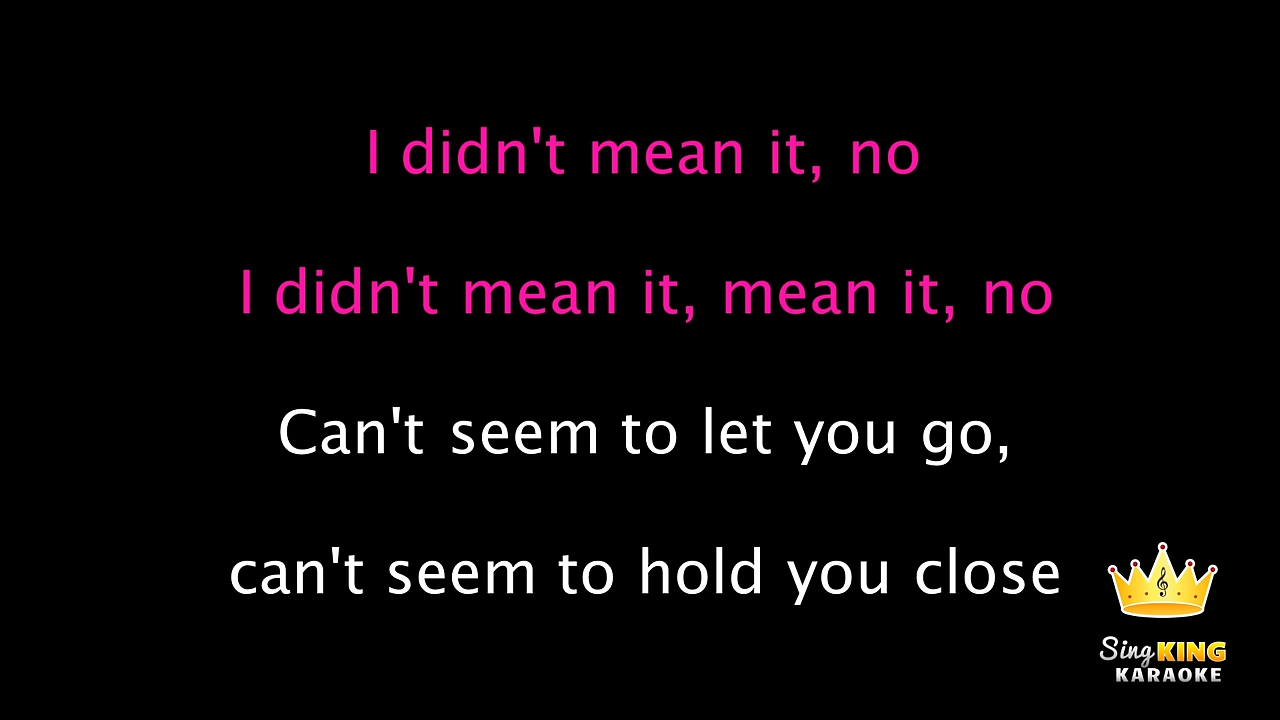 I didn't mean it, no
I didn't mean it, mean it, no
Can't seem to let you go,
can't seem to hold you close
Sing KING
KARAOKE